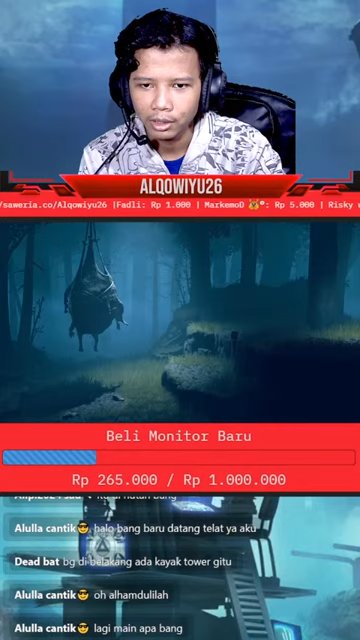 ALQOWIYU26
/saweria.co/Alqowiyu26 |Fadli: Rp 1.000 | MarkemoD : Rp 5.000 | Risky
Beli Monitor Baru
Rp 265.000 / Rp 1.000.000
Alulla cantik😎 halo bang baru datang telat ya aku
Dead bat bg di belakang ada kayak tower gitu
Alulla cantik😎 oh alhamdulilah
Alulla cantik😎 lagi main apa bang